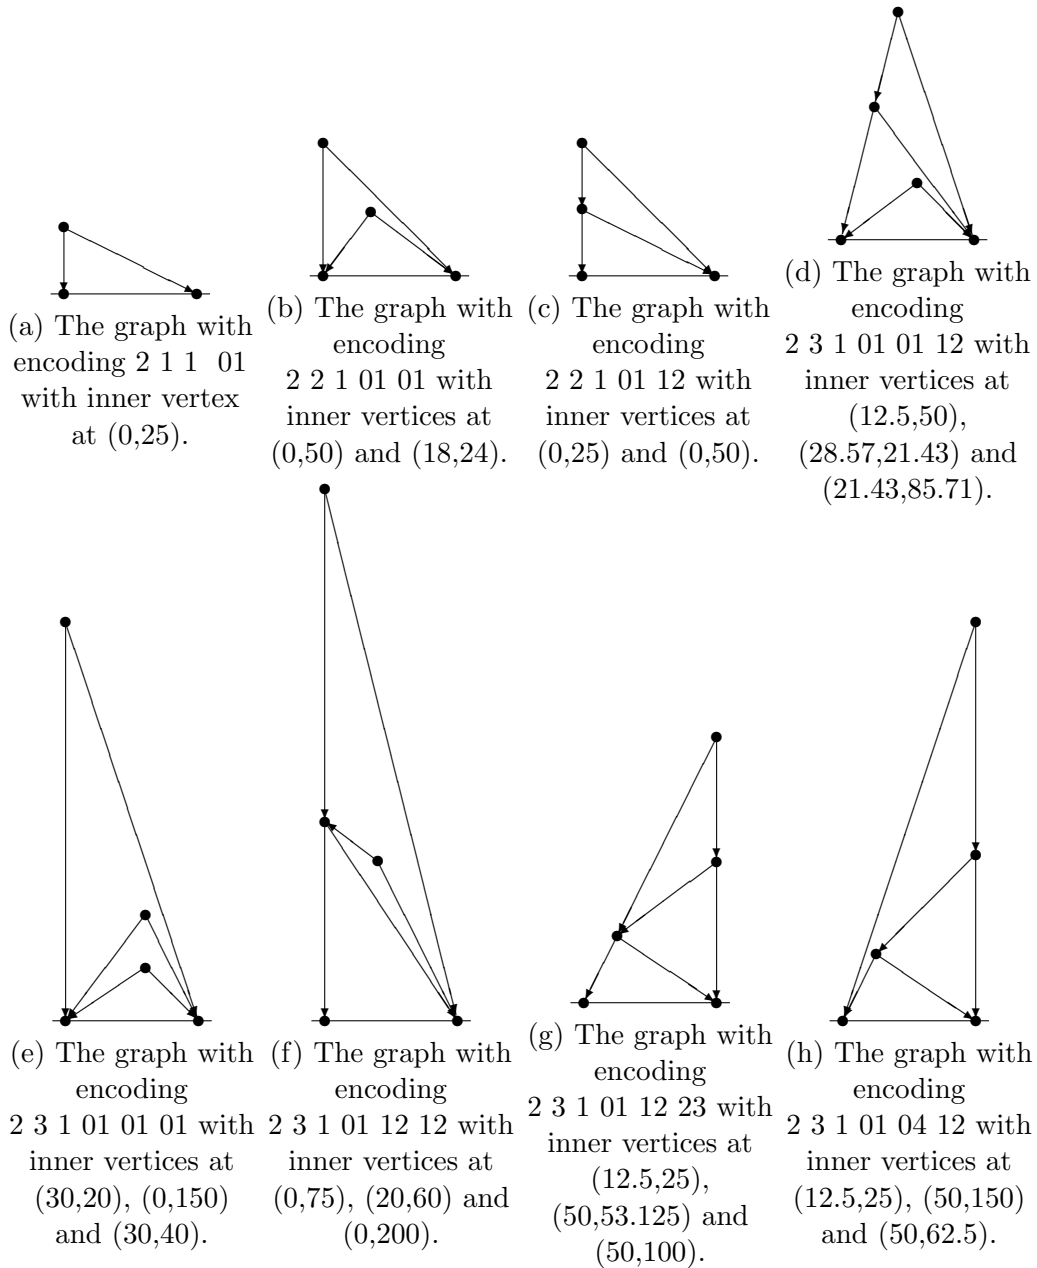 (a) The graph with
encoding 2 1 1 01
with inner vertex
at (0,25).
(b) The graph with
encoding
2 2 1 01 01 with
inner vertices at
(0,50) and (18,24).
(c) The graph with
encoding
2 2 1 01 12 with
inner vertices at
(0,25) and (0,50).
(d) The graph with
encoding
2 3 1 01 01 12 with
inner vertices at
(12.5,50),
(28.57,21.43) and
(21.43,85.71).
(e) The graph with
encoding
2 3 1 01 01 01 with
inner vertices at
(30,20), (0,150)
and (30,40).
(f) The graph with
encoding
2 3 1 01 12 12 with
inner vertices at
(0,75), (20,60) and
(0,200).
(g) The graph with
encoding
2 3 1 01 12 23 with
inner vertices at
(12.5,25),
(50,53.125) and
(50,100).
(h) The graph with
encoding
2 3 1 01 04 12 with
inner vertices at
(12.5,25), (50,150)
and (50,62.5).